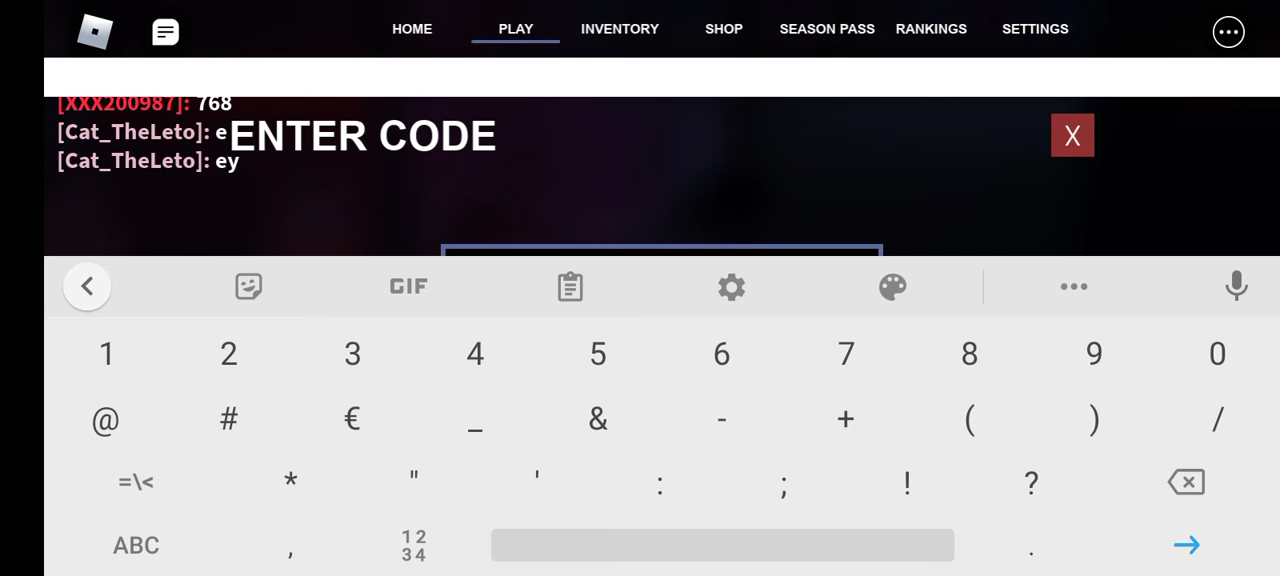 HOME PLAY INVENTORY SHOP SEASON PASS RANKINGS SETTINGS
[XXX200987]: 768
[Cat_TheLeto]: e
ENTER CODE
X
[Cat_TheLeto]: ey
GIF
1 2 3 4 5 6 7 8 9 0
@ # € _ & - + ( ) /
=\< * " ' : ; ! ?
ABC , 12 34 .